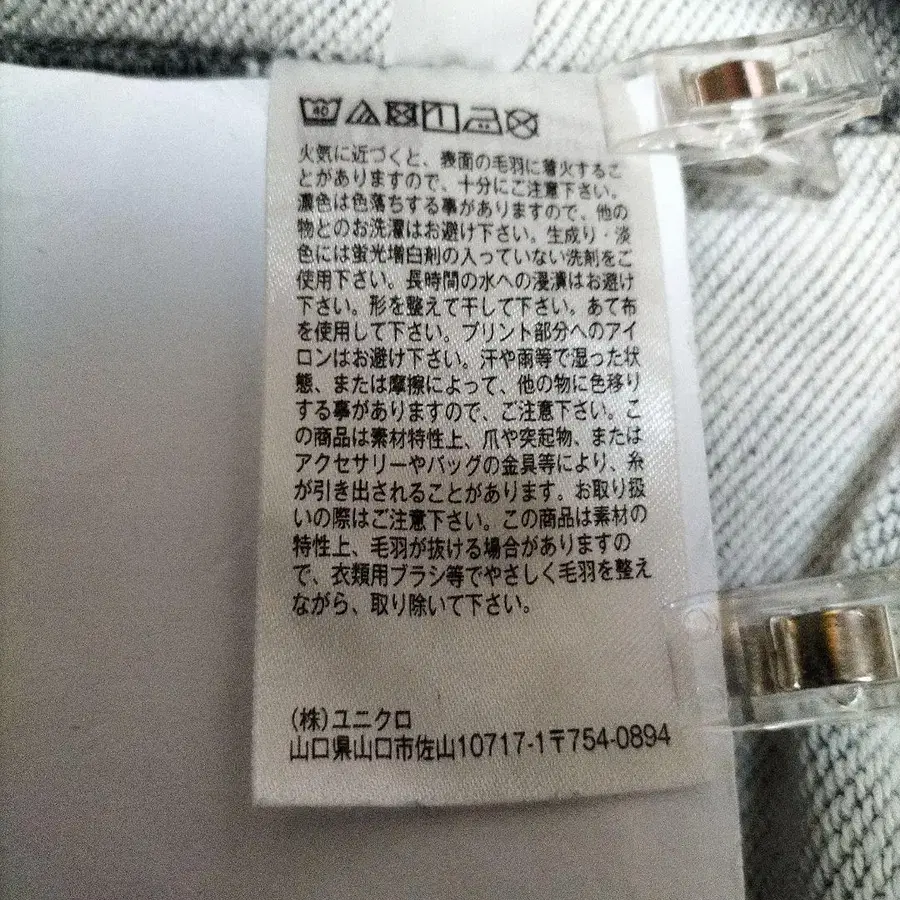 40
火気に近づくと、表面の毛羽に着火するこ
とがありますので、十分にご注意下さい。
濃色は色落ちする事がありますので、他の
物とのお洗濯はお避け下さい。生成り・淡
色には蛍光増白剤の入っていない洗剤をご
使用下さい。長時間の水への浸漬はお避け
下さい。形を整えて干して下さい。あて布
を使用して下さい。プリント部分へのアイ
ロンはお避け下さい。汗や雨等で湿った状
態、または摩擦によって、他の物に色移り
する事がありますので、ご注意下さい。こ
の商品は素材特性上、爪や突起物、または
アクセサリーやバッグの金具等により、糸
が引き出されることがあります。お取り扱
いの際はご注意下さい。この商品は素材の
特性上、毛羽が抜ける場合がありますの
で、衣類用ブラシ等でやさしく毛羽を整え
ながら、取り除いて下さい。
(株)ユニクロ
山口県山口市佐山10717-1〒754-0894